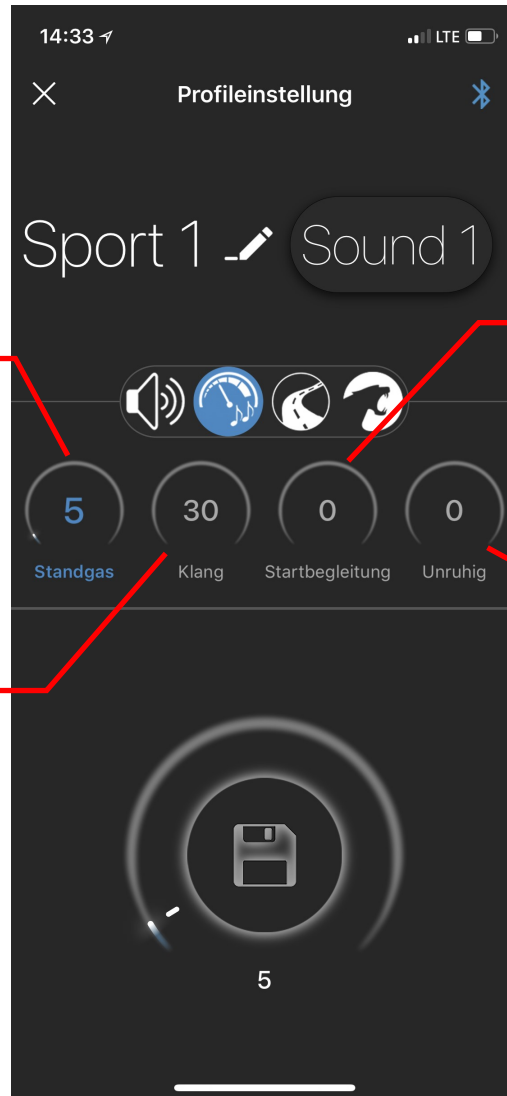 14:33 LTE
Profileinstellung
Sport 1 Sound 1
5 30 0 0
Standgas Klang Startbegleitung Unruhig
5